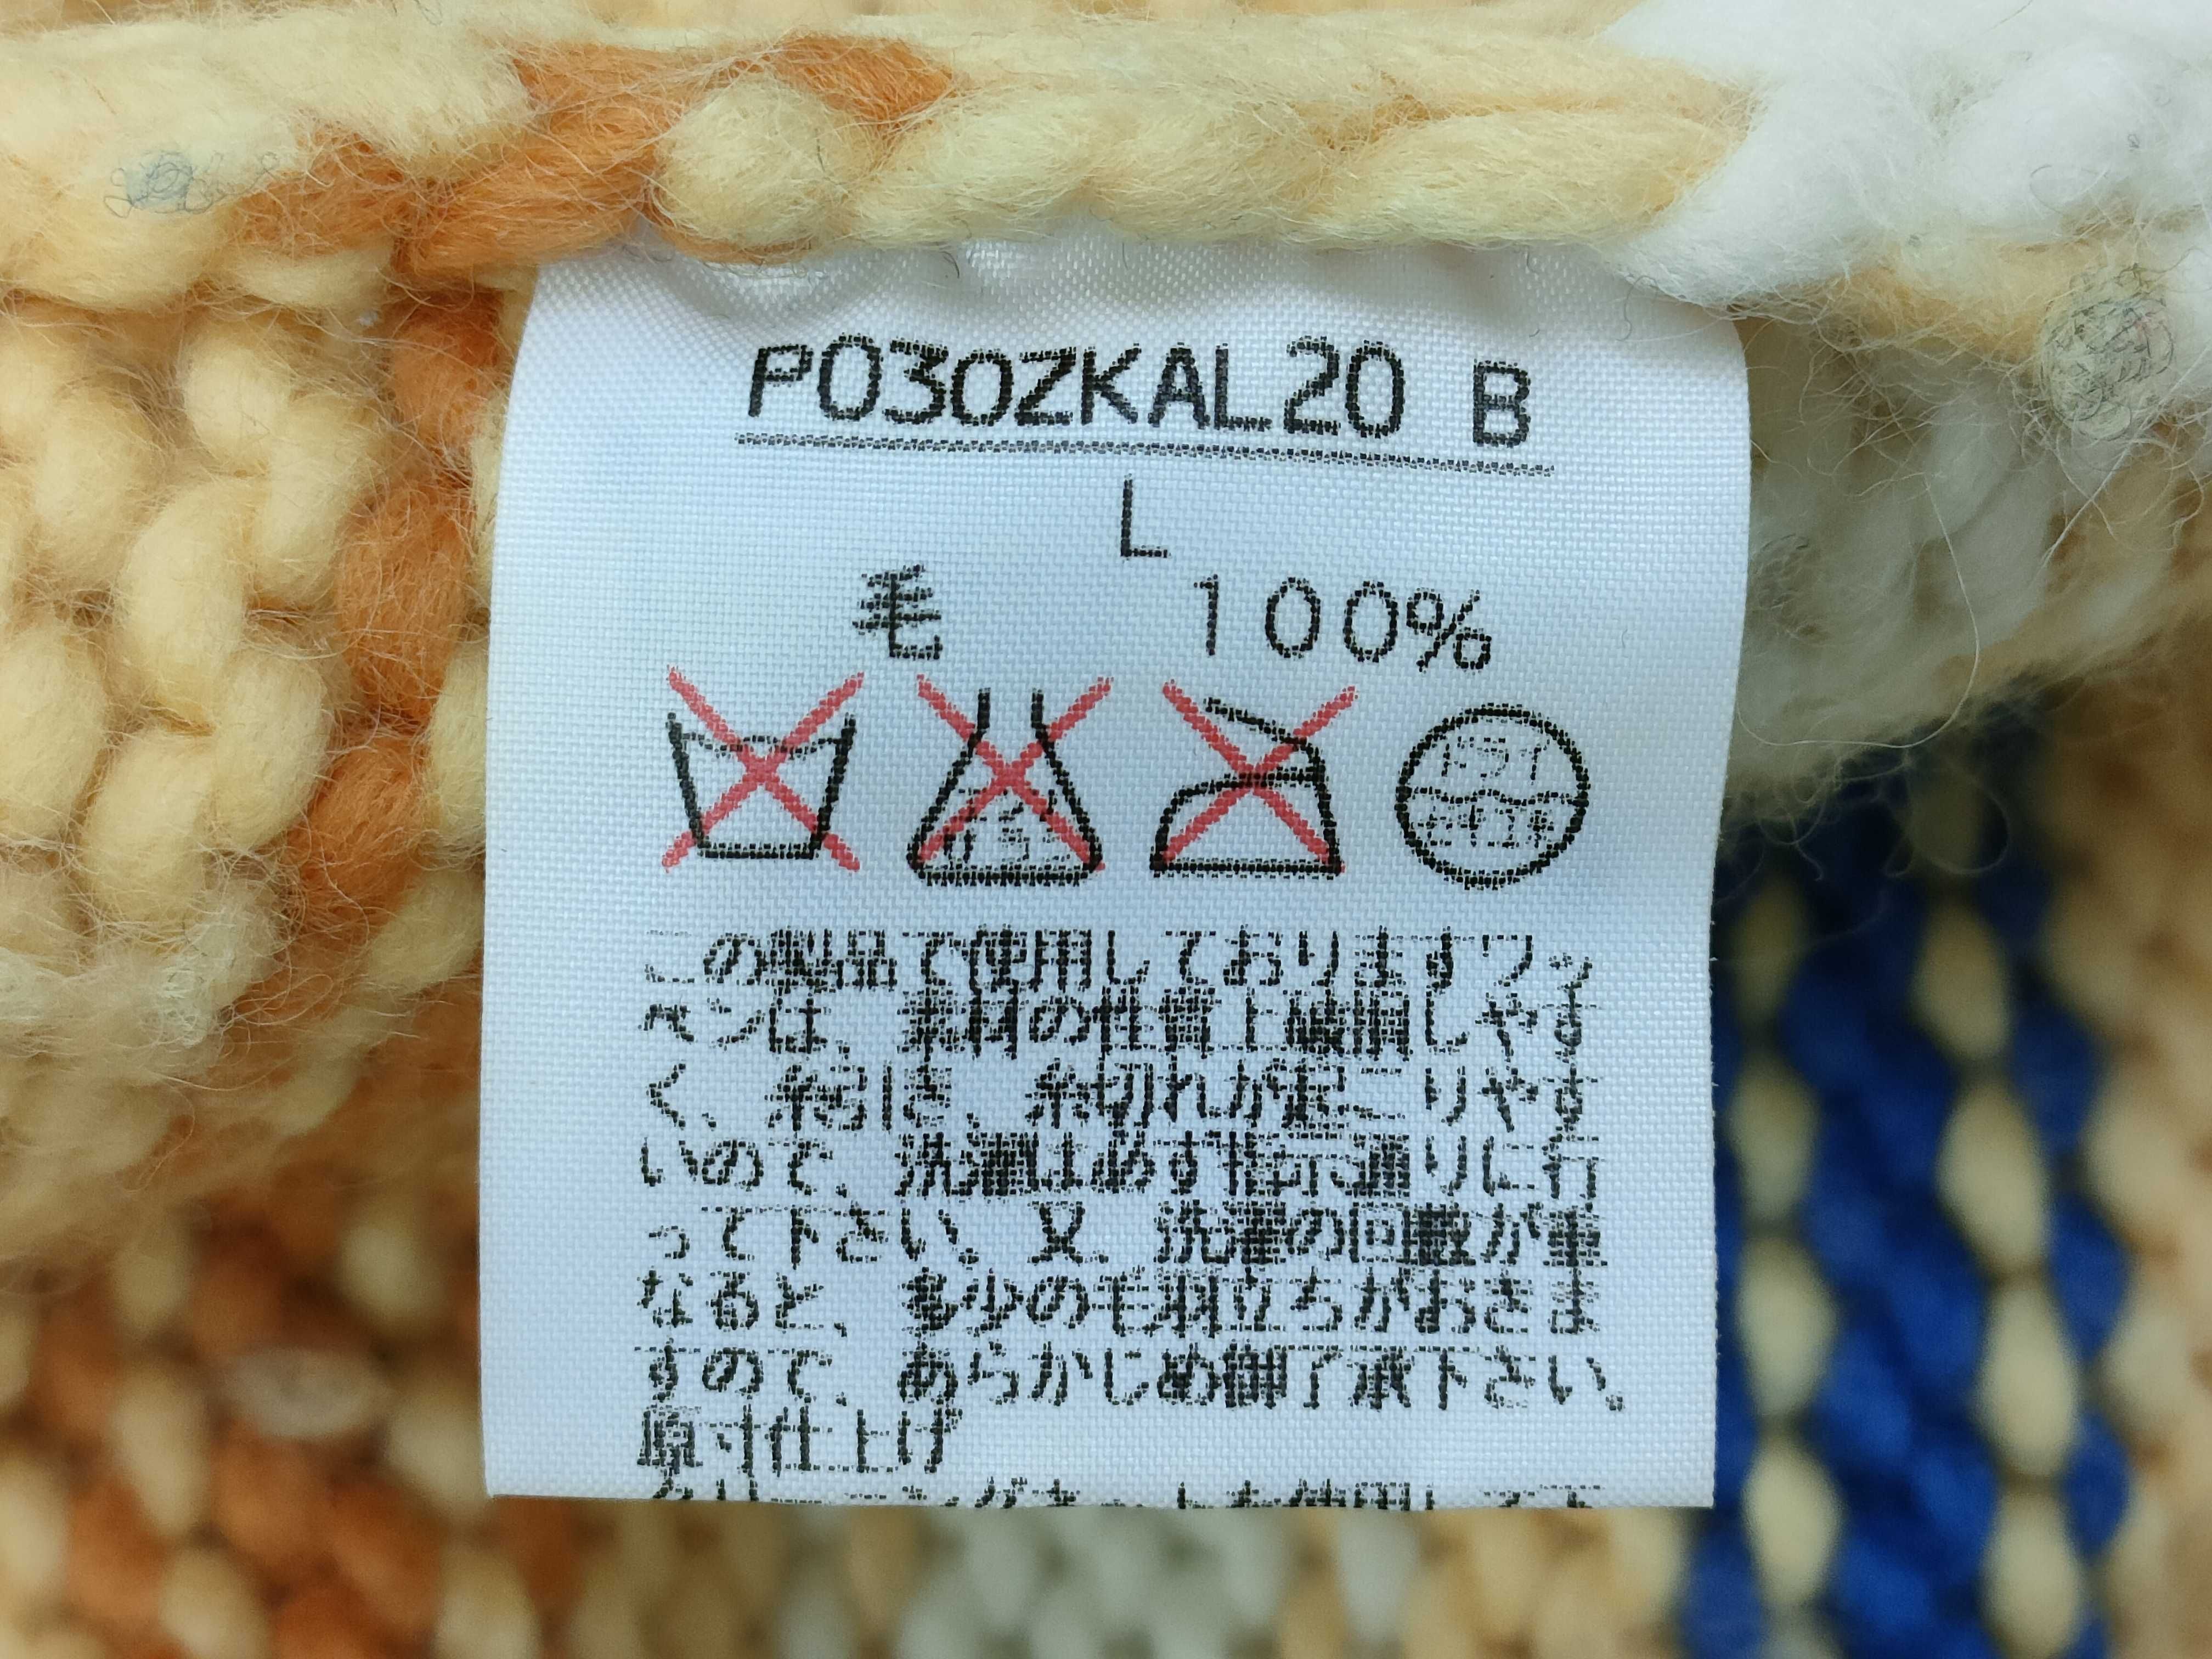 P030ZKAL20 B
L
毛 100%
ドライ
この製品で使用しておりますワッ
ペンは、素材の性質上破損しやす
く、糸引き、糸切れが起こりやす
いので、洗濯は必ず指示通りに行
って下さい。又、洗濯の回数が重
なると、多少の毛羽立ちがおきま
すので、あらかじめ御了承下さい。
原寸仕上げ